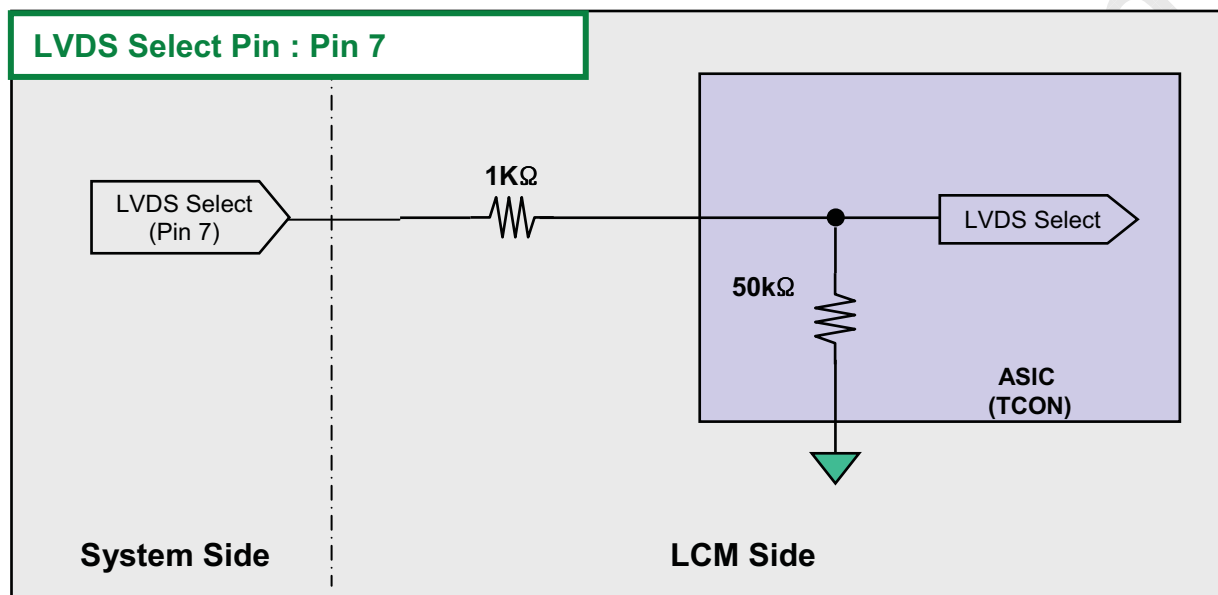 LVDS Select Pin : Pin 7
1KΩ
LVDS Select
(Pin 7)
LVDS Select
50kΩ
ASIC
(TCON)
System Side
LCM Side